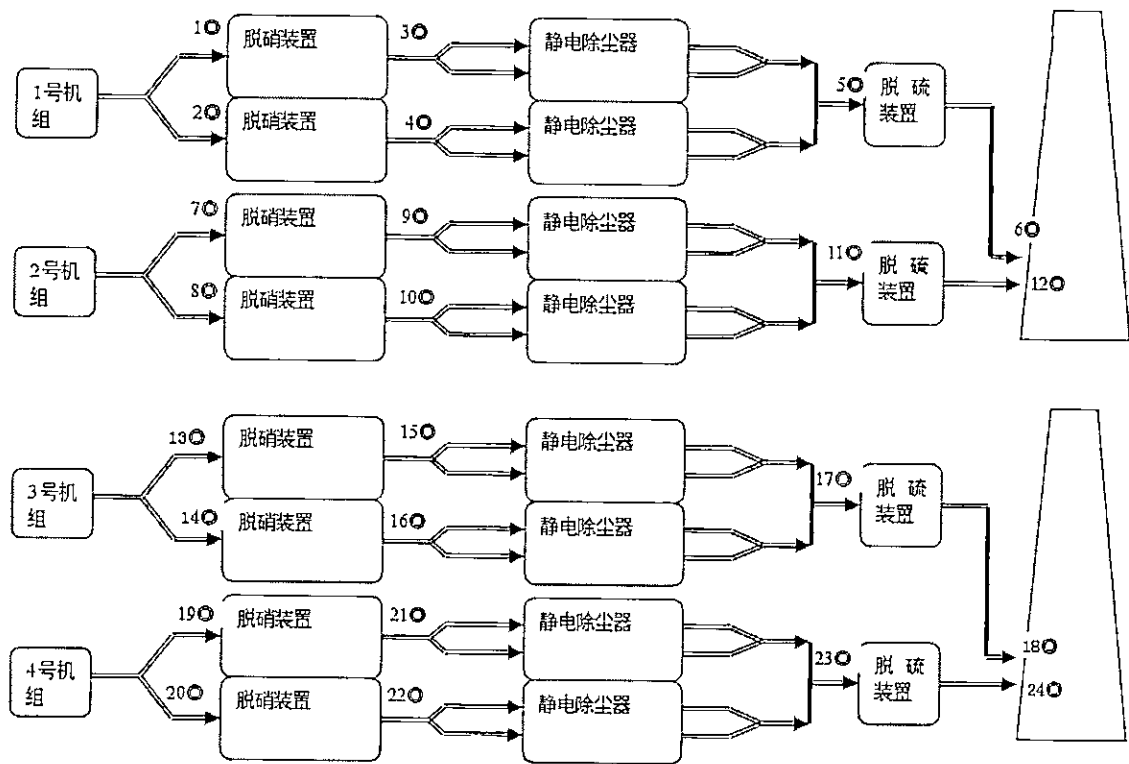 1◎
脱硝装置
3◎
静电除尘器
1号机
组
2◎
脱硝装置
4◎
静电除尘器
5◎
脱 硫
装置
7◎
脱硝装置
9◎
静电除尘器
2号机
组
8◎
脱硝装置
10◎
静电除尘器
11◎
脱 硫
装置
6◎
12◎
13◎
脱硝装置
15◎
静电除尘器
3号机
组
14◎
脱硝装置
16◎
静电除尘器
17◎
脱 硫
装置
19◎
脱硝装置
21◎
静电除尘器
4号机
组
20◎
脱硝装置
22◎
静电除尘器
23◎
脱 硫
装置
18◎
24◎